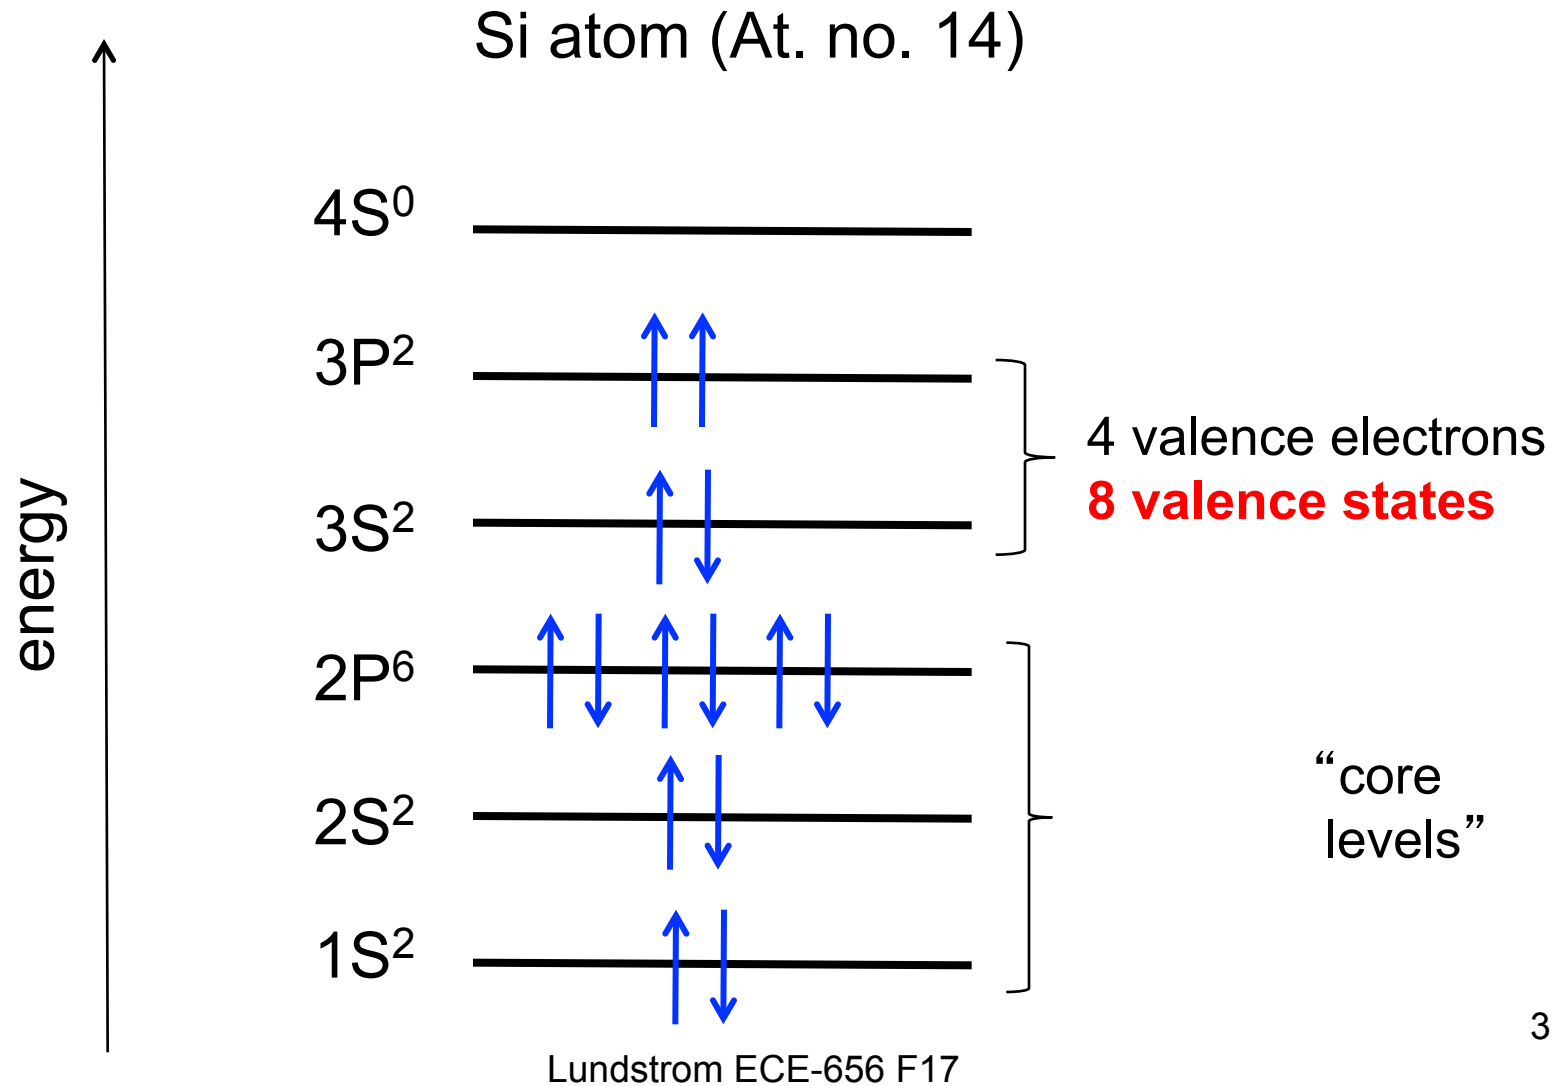 Si atom (At. no. 14)
energy
4S⁰
3P²
3S²
2P⁶
2S²
1S²
4 valence electrons
8 valence states
“core
levels”
Lundstrom ECE-656 F17
3